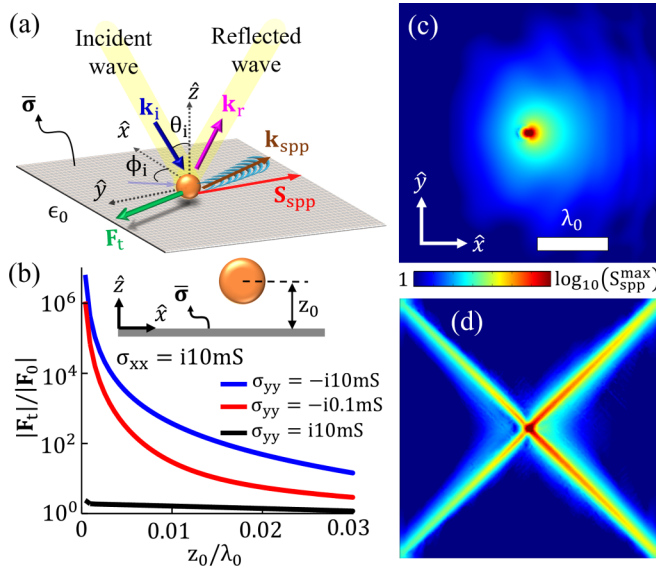 (a)
Incident
wave
Reflected
wave
σ̿
k_i
ẑ
k_r
x̂
θ_i
k_spp
ϕ_i
ŷ
S_spp
ϵ_0
F_t
(b)
ẑ
σ̿
z_0
x̂
σ_xx = i10mS
σ_yy = −i10mS
σ_yy = −i0.1mS
σ_yy = i10mS
|F_t|/|F_0|
10^6
10^4
10^2
10^0
0
0.01
0.02
0.03
z_0/λ_0
(c)
ŷ
x̂
λ_0
1
log_10(S_spp^max)
(d)